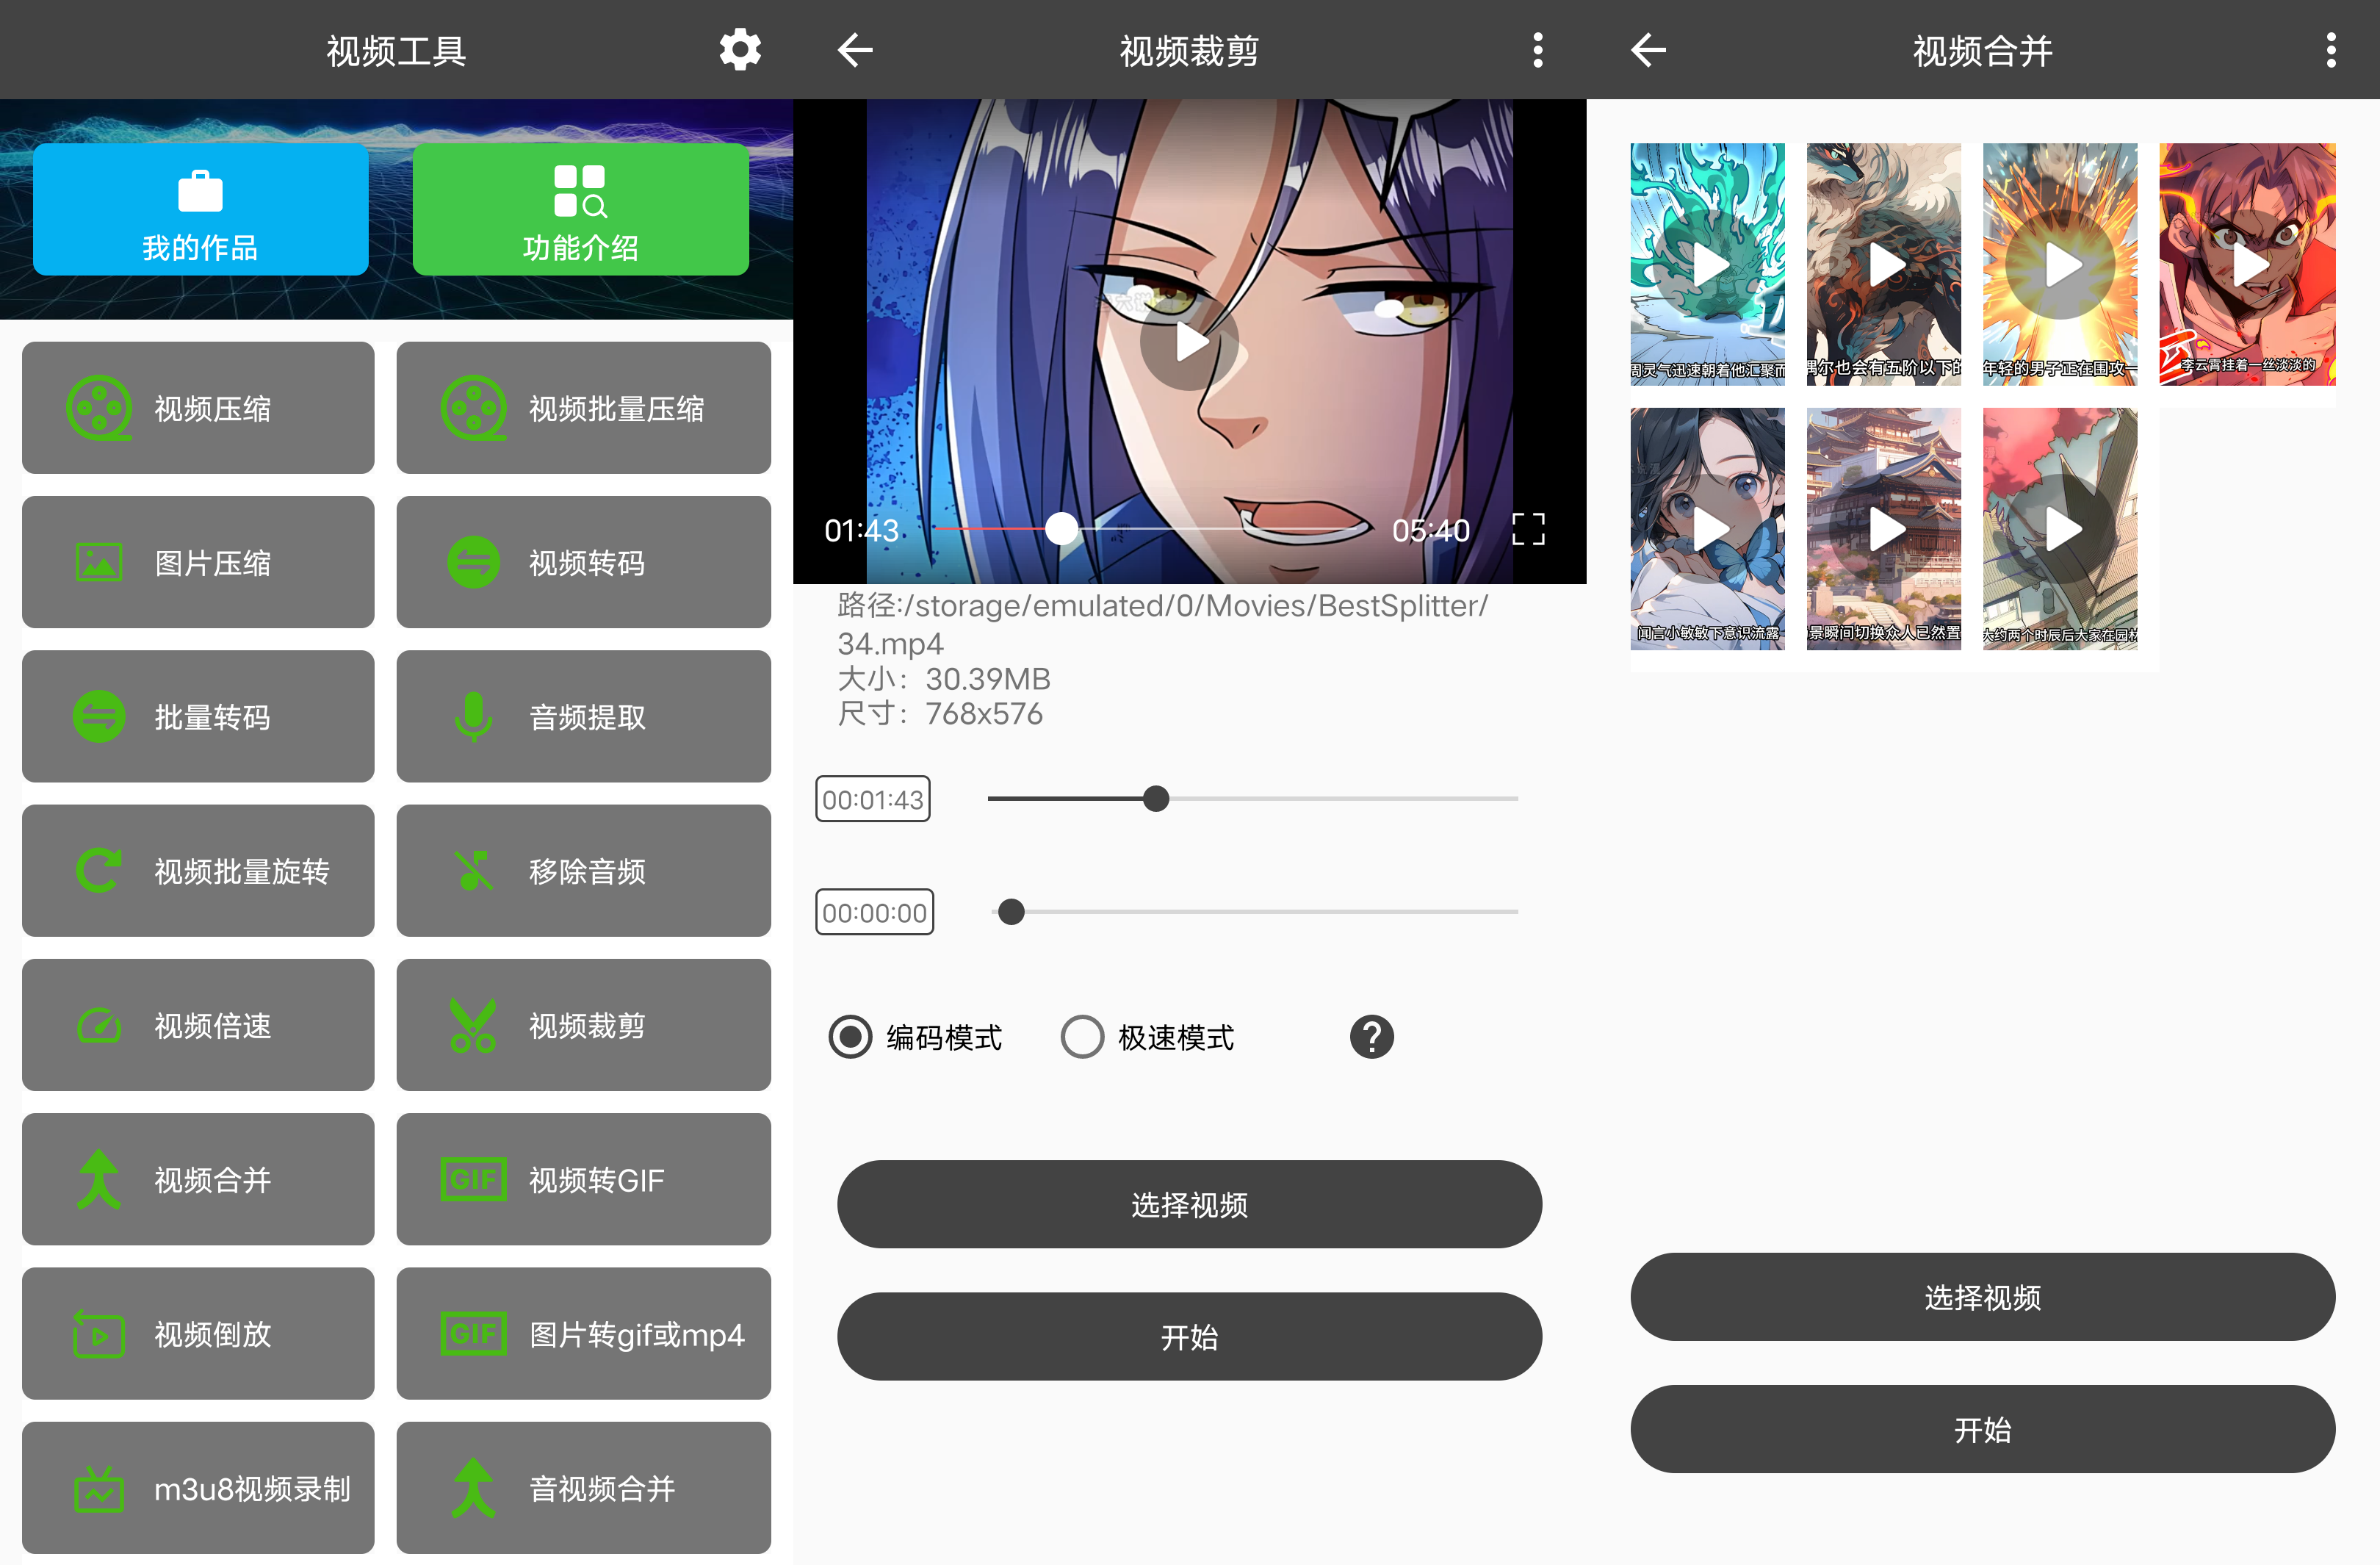 视频工具
我的作品
功能介绍
视频压缩
视频批量压缩
图片压缩
视频转码
批量转码
音频提取
视频批量旋转
移除音频
视频倍速
视频裁剪
视频合并
GIF
视频转GIF
视频倒放
GIF
图片转gif或mp4
m3u8视频录制
音视频合并
视频裁剪
01:43
05:40
路径:/storage/emulated/0/Movies/BestSplitter/
34.mp4
大小：30.39MB
尺寸：768x576
00:01:43
00:00:00
编码模式
极速模式
?
选择视频
开始
视频合并
周灵气迅速朝着他汇聚而
偶尔也会有五阶以下的
年轻的男子正在围攻一
李云霄挂着一丝淡淡的
闻言小敏敏下意识流露
景瞬间切换众人已然置
大约两个时辰后大家在园林
选择视频
开始